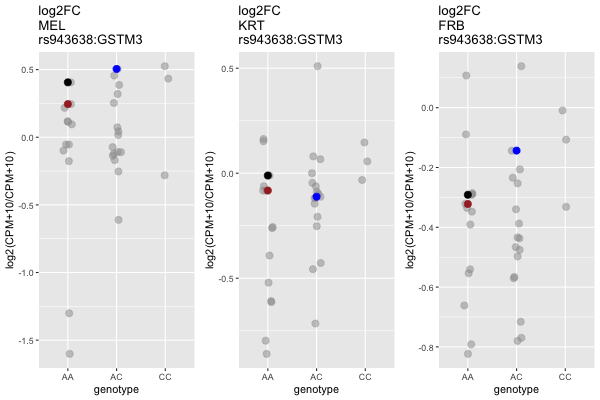 log2FC
MEL
rs943638:GSTM3
log2(CPM+10/CPM+10)
0.5
0.0
-0.5
-1.0
-1.5
AA
AC
CC
genotype
log2FC
KRT
rs943638:GSTM3
log2(CPM+10/CPM+10)
0.5
0.0
-0.5
AA
AC
CC
genotype
log2FC
FRB
rs943638:GSTM3
log2(CPM+10/CPM+10)
0.0
-0.2
-0.4
-0.6
-0.8
AA
AC
CC
genotype